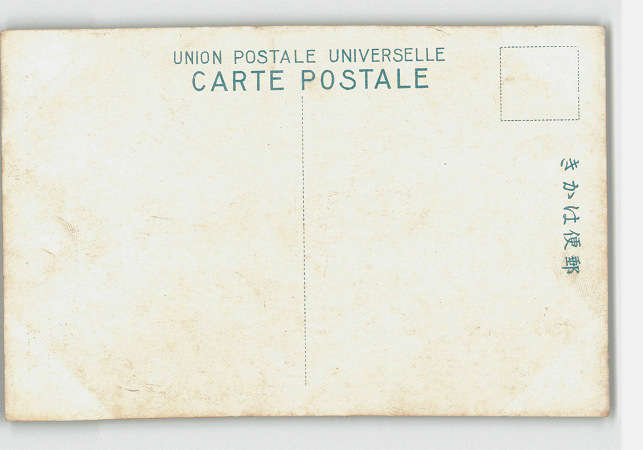 UNION POSTALE UNIVERSELLE
CARTE POSTALE
きかは便郵